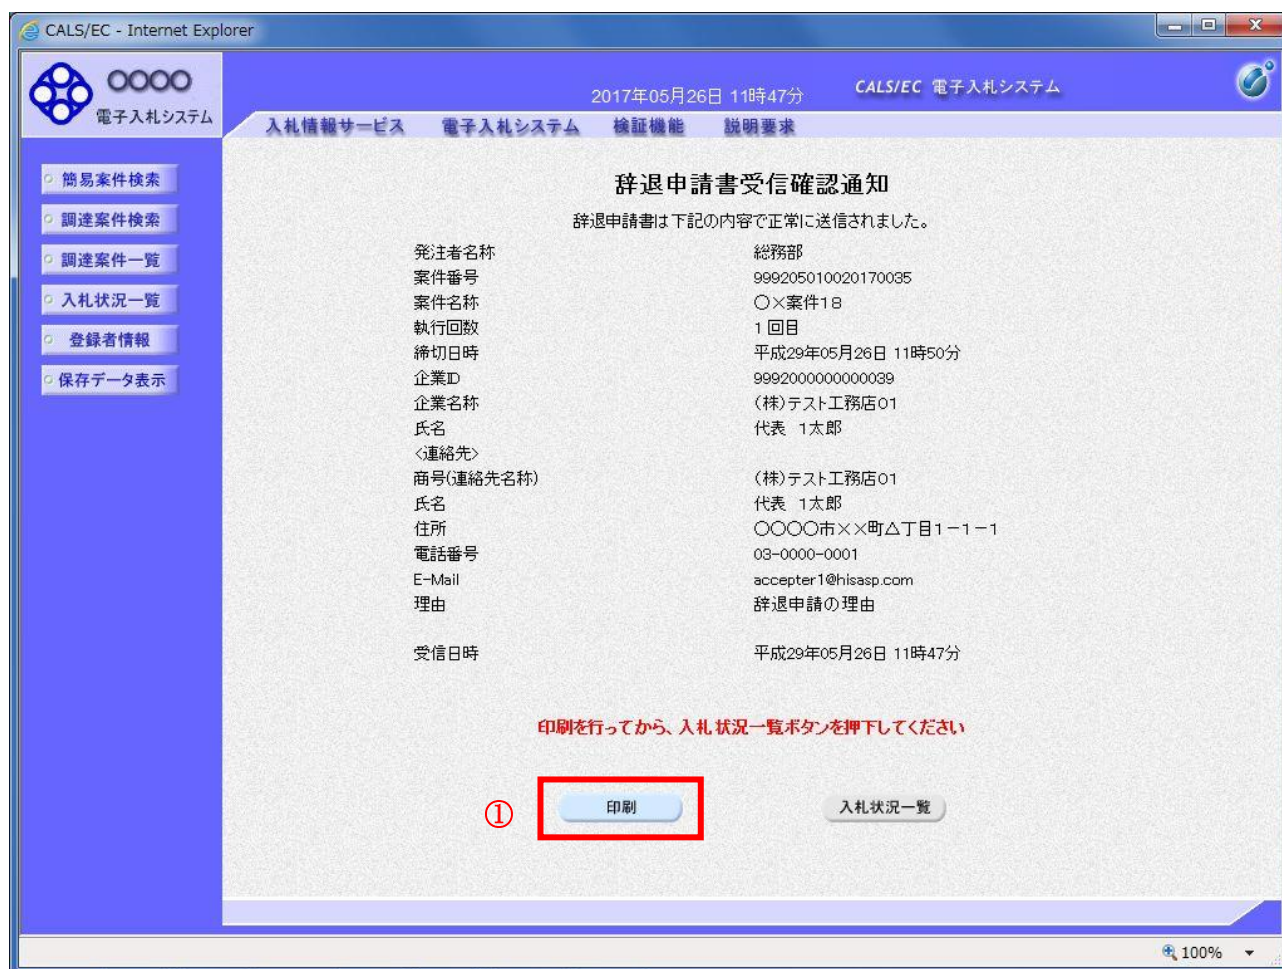 CALS/EC - Internet Explorer
〇〇〇〇
電子入札システム
2017年05月26日 11時47分
CALS/EC 電子入札システム
入札情報サービス 電子入札システム 検証機能 説明要求
簡易案件検索
調達案件検索
調達案件一覧
入札状況一覧
登録者情報
保存データ表示
辞退申請書受信確認通知
辞退申請書は下記の内容で正常に送信されました。
発注者名称 総務部
案件番号 999205010020170035
案件名称 〇×案件18
執行回数 1回目
締切日時 平成29年05月26日 11時50分
企業ID 9992000000000039
企業名称 (株)テスト工務店01
氏名 代表 1太郎
<連絡先>
商号(連絡先名称) (株)テスト工務店01
氏名 代表 1太郎
住所 〇〇〇〇市××町△丁目1-1-1
電話番号 03-0000-0001
E-Mail accepter1@hisasp.com
理由 辞退申請の理由
受信日時 平成29年05月26日 11時47分
印刷を行ってから、入札状況一覧ボタンを押下してください
① 印刷 入札状況一覧
100%